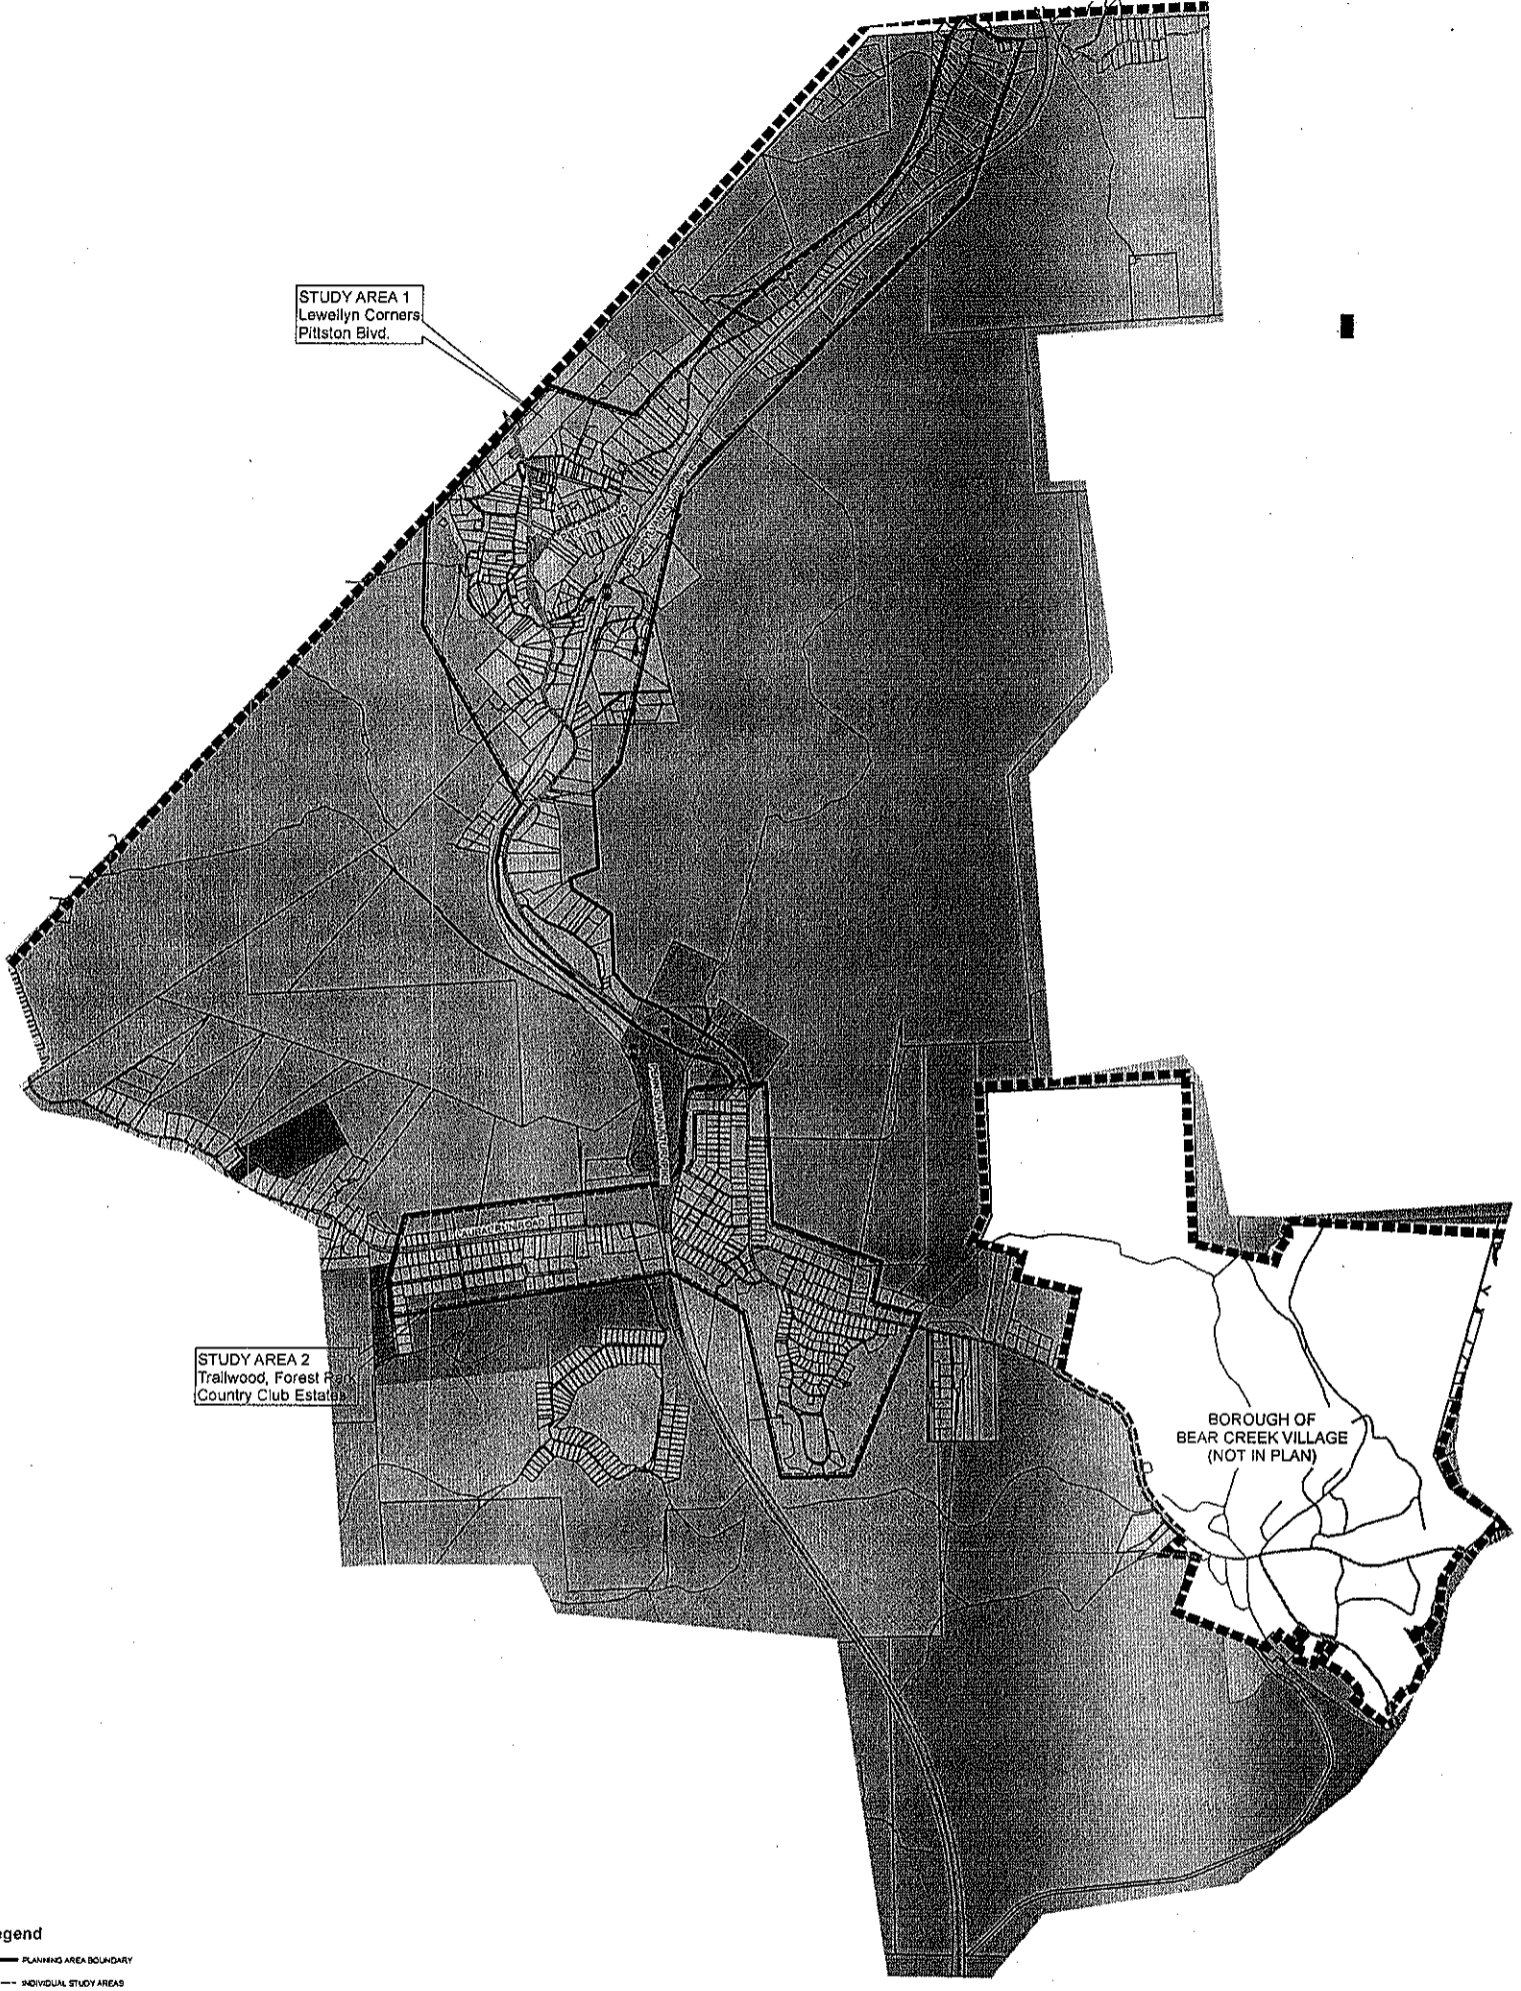 STUDY AREA 1
Lewellyn Corners
Pittston Blvd.
STUDY AREA 2
Trailwood, Forest Park
Country Club Estates
BOROUGH OF
BEAR CREEK VILLAGE
(NOT IN PLAN)
egend
PLANNING AREA BOUNDARY
INDIVIDUAL STUDY AREAS